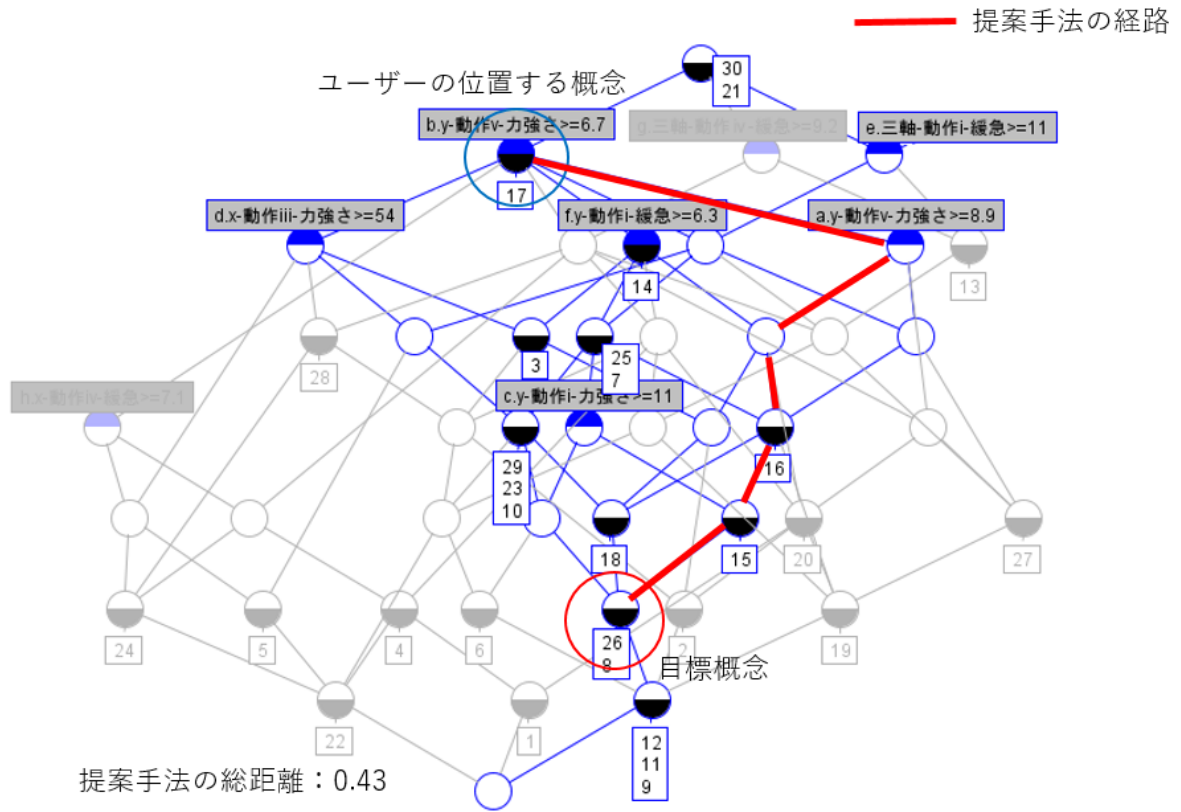 提案手法の経路
ユーザーの位置する概念
30
21
b.y-動作v-力強さ>=6.7
g.三軸-動作iv-緩急>=9.2
e.三軸-動作i-緩急>=11
17
d.x-動作iii-力強さ>=54
f.y-動作i-緩急>=6.3
a.y-動作v-力強さ>=8.9
14
13
28
3
25
7
h.x-動作iv-緩急>=7.1
c.y-動作i-力強さ>=11
29
23
10
16
18
15
20
27
24
5
4
6
26
8
2
19
目標概念
22
1
12
11
9
提案手法の総距離：0.43